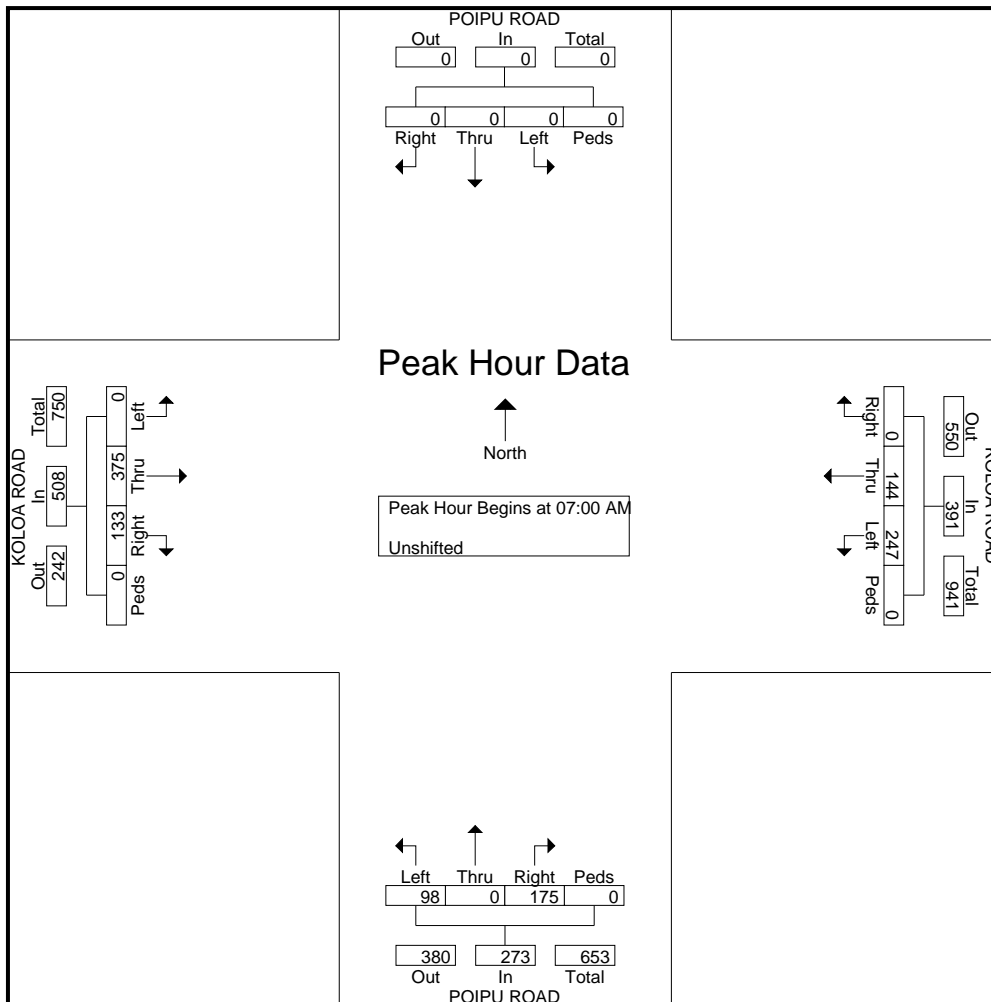 POIPU ROAD
Out In Total
0 0 0
0 0 0 0
Right Thru Left Peds
Peak Hour Data
North
Peak Hour Begins at 07:00 AM
Unshifted
KOLOA ROAD
Out In Total
242 508 750
0 133 375 0
Peds Right Thru Left
KOLOA ROAD
Out In Total
550 391 941
0 144 247 0
Right Thru Left Peds
Left Thru Right Peds
98 0 175 0
380 273 653
Out In Total
POIPU ROAD